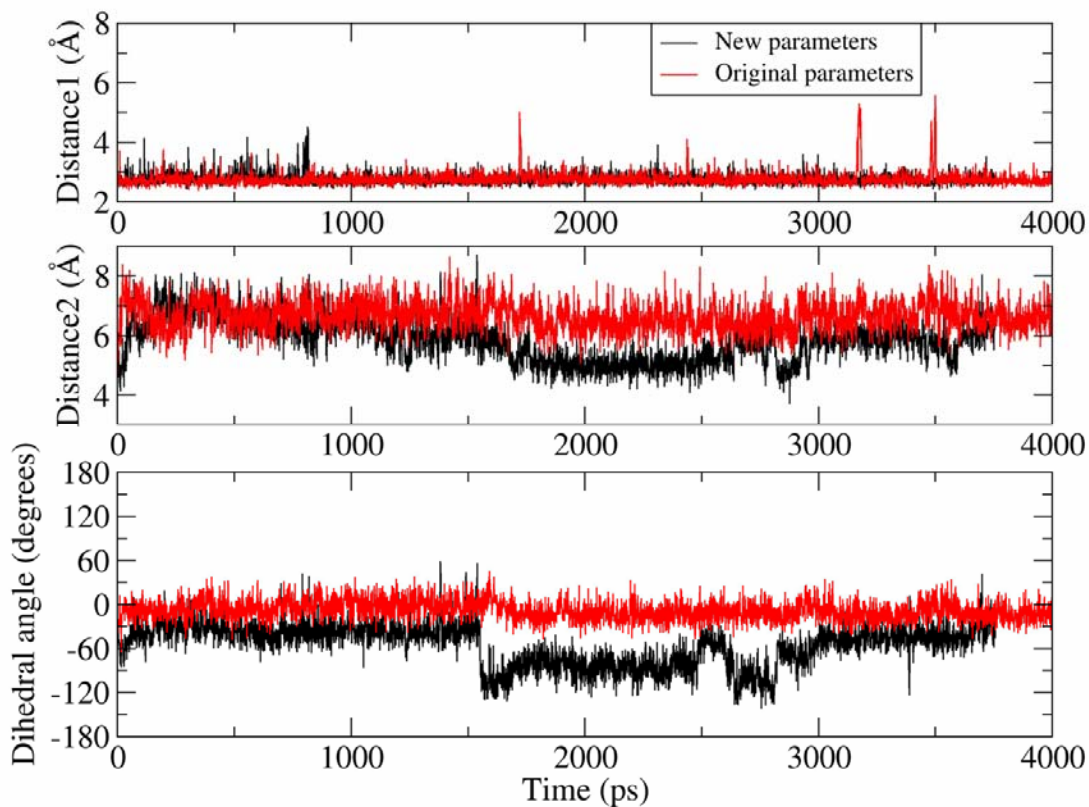 8
6
4
2
Distance1 (Å)
New parameters
Original parameters
0 1000 2000 3000 4000
8
6
4
Distance2 (Å)
0 1000 2000 3000 4000
180
120
60
0
-60
-120
-180
Dihedral angle (degrees)
0 1000 2000 3000 4000
Time (ps)